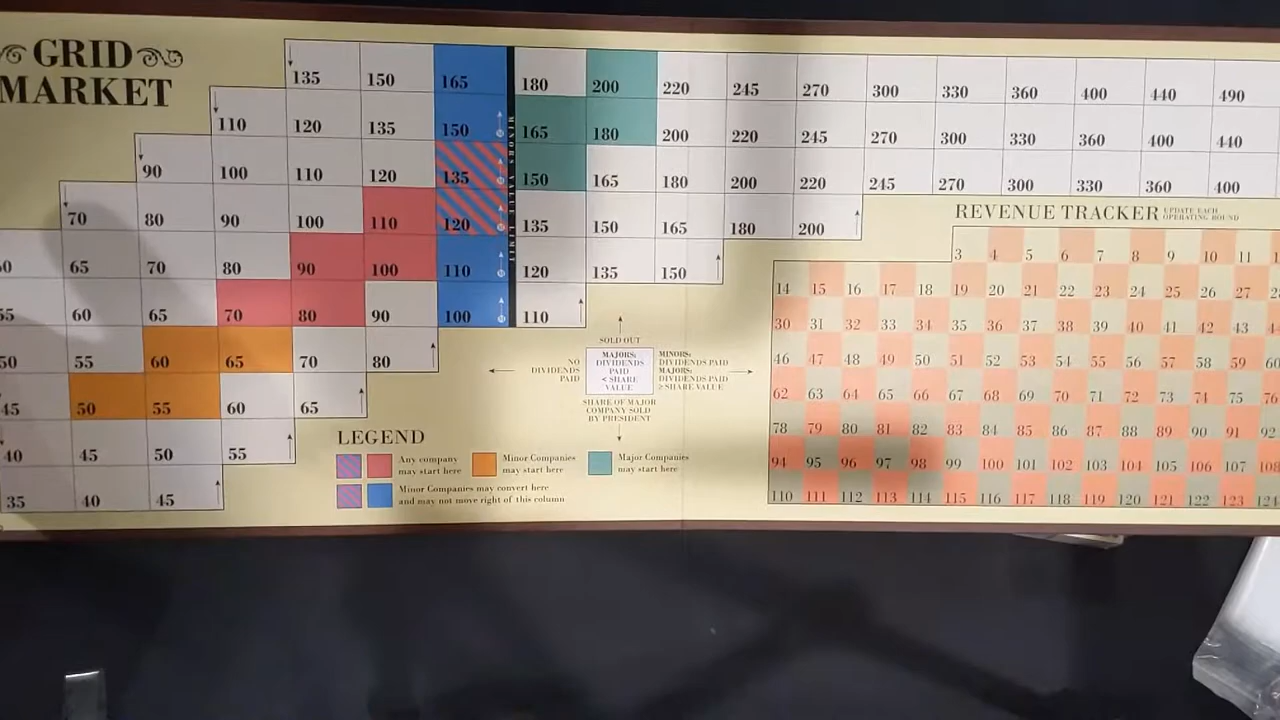 GRID
MARKET
135 150 165 180 200 220 245 270 300 330 360 400 440 490
110 120 135 150 165 180 200 220 245 270 300 330 360 400 440
90 100 110 120 135 150 165 180 200 220 245 270 300 330 360 400
70 80 90 100 110 120 135 150 165 180 200
65 70 80 90 100 110 120 135 150
60 65 70 80 90 100 110
50 55 60 65 70 80
45 50 55 60 65
40 45 50 55
35 40 45
MINORS VALUE LIMIT
REVENUE TRACKER UPDATE EACH
OPERATING ROUND
3 4 5 6 7 8 9 10 11
14 15 16 17 18 19 20 21 22 23 24 25 26 27
30 31 32 33 34 35 36 37 38 39 40 41 42 43
46 47 48 49 50 51 52 53 54 55 56 57 58 59 60
62 63 64 65 66 67 68 69 70 71 72 73 74 75 76
78 79 80 81 82 83 84 85 86 87 88 89 90 91 92
94 95 96 97 98 99 100 101 102 103 104 105 106 107 108
110 111 112 113 114 115 116 117 118 119 120 121 122 123 124
SOLD OUT
NO
DIVIDENDS
PAID
MAJORS:
DIVIDENDS
PAID
< SHARE
VALUE
MINORS:
DIVIDENDS PAID
MAJORS:
DIVIDENDS PAID
≥ SHARE VALUE
SHARE OF MAJOR
COMPANY SOLD
BY PRESIDENT
LEGEND
Any company
may start here
Minor Companies
may start here
Major Companies
may start here
Minor Companies may convert here
and may not move right of this column